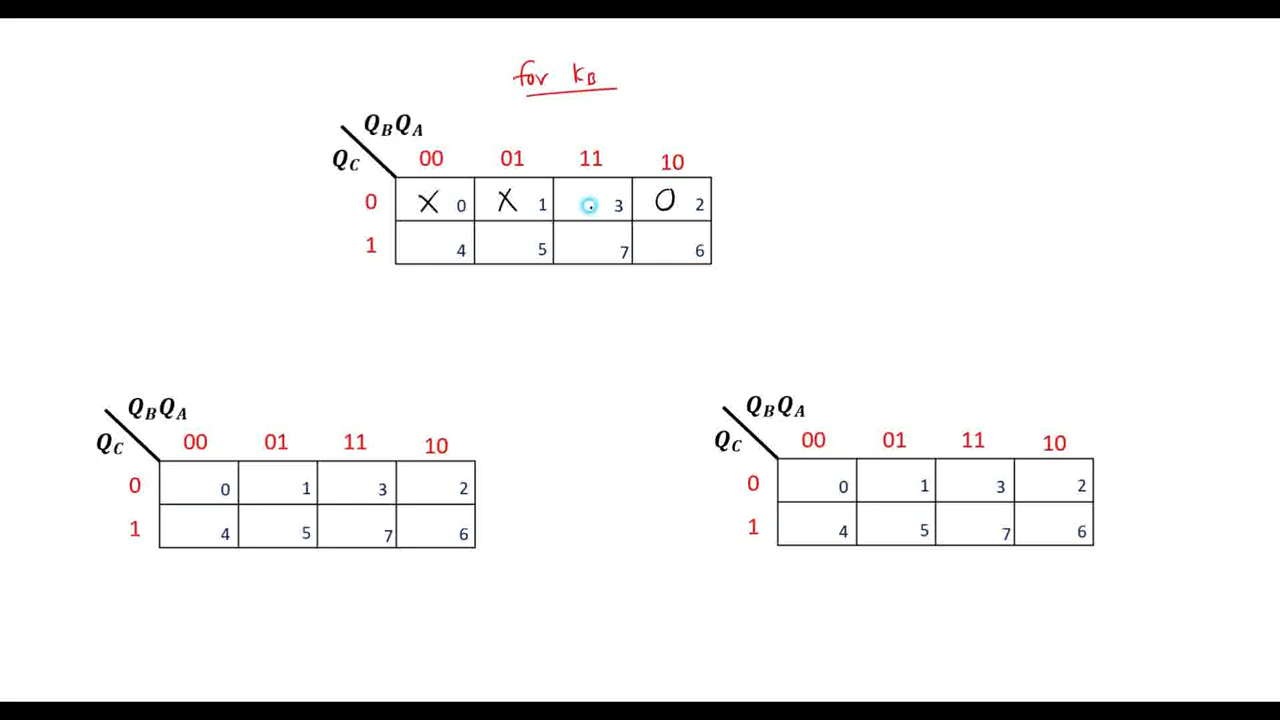 for KB
QBQA
QC 00 01 11 10
0 X 0 X 1 3 0 2
1 4 5 7 6
QBQA QBQA
QC 00 01 11 10 QC 00 01 11 10
0 0 1 3 2 0 0 1 3 2
1 4 5 7 6 1 4 5 7 6